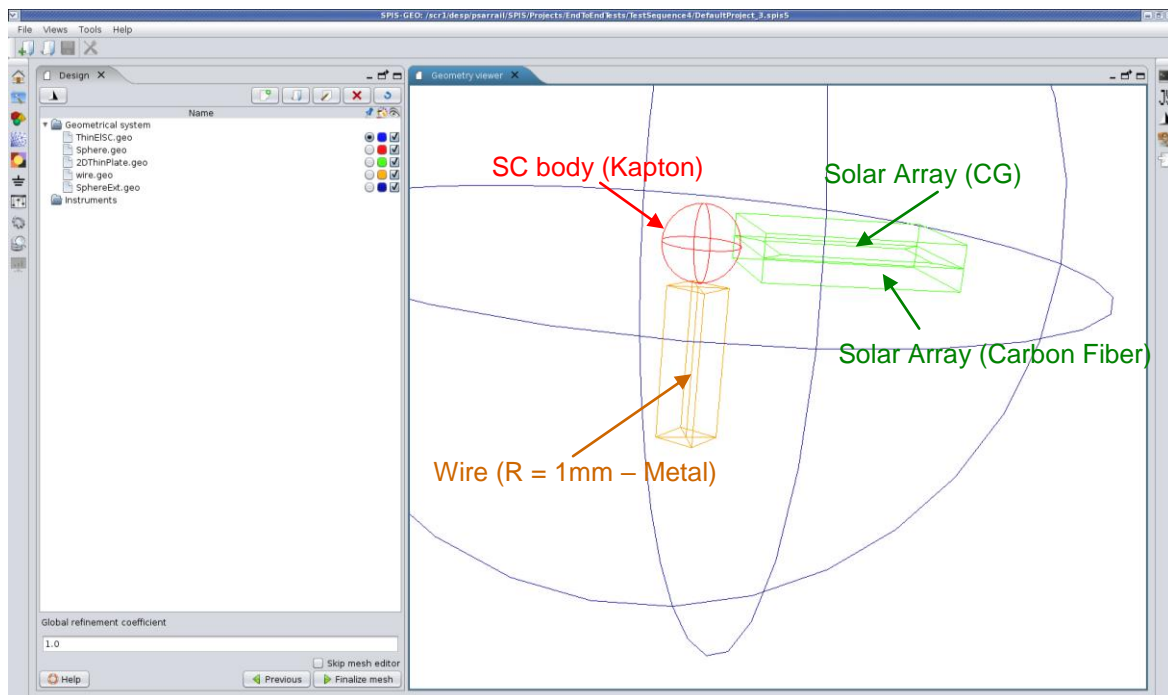 SPIS-GEO: /scr1/desp/psarrail/SPIS/Projects/EndToEndTests/TestSequence4/DefaultProject_3.spis5
File Views Tools Help
Design
Geometry viewer
Name
Geometrical system
ThinElSC.geo
Sphere.geo
2DThinPlate.geo
wire.geo
SphereExt.geo
Instruments
SC body (Kapton)
Solar Array (CG)
Solar Array (Carbon Fiber)
Wire (R = 1mm – Metal)
Global refinement coefficient
1.0
Skip mesh editor
Help
Previous
Finalize mesh